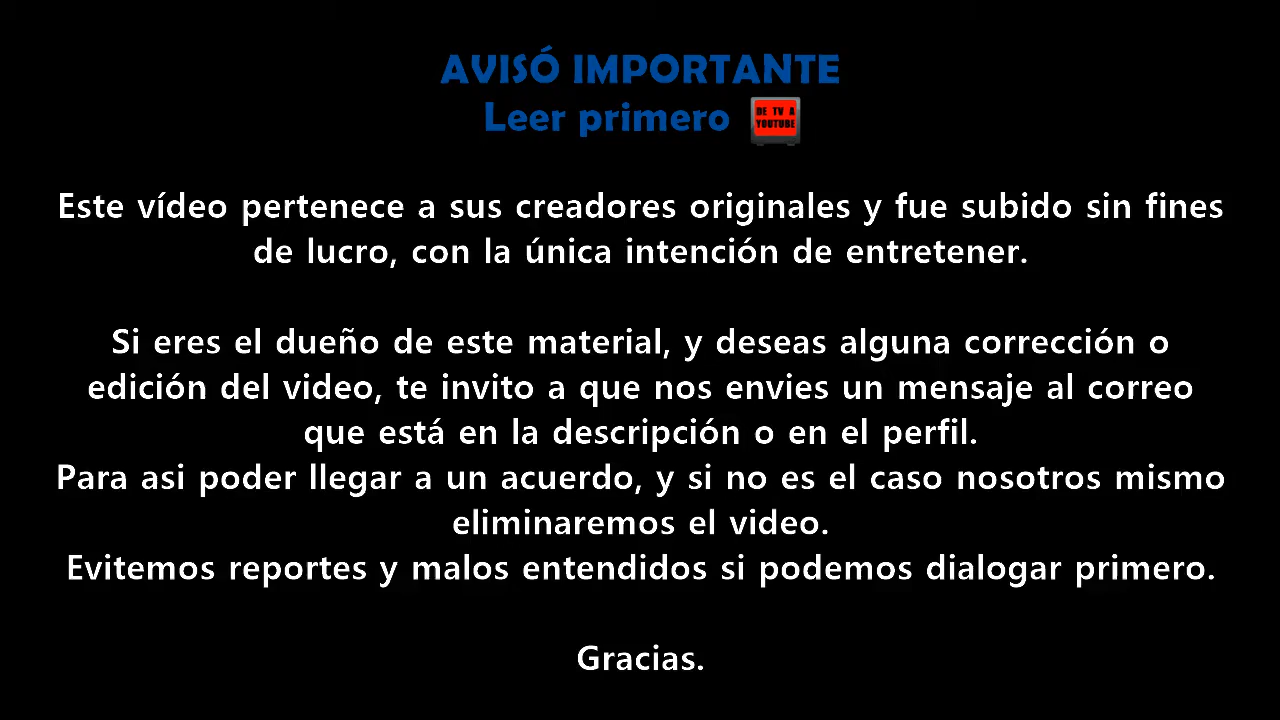 AVISÓ IMPORTANTE
Leer primero
DE TV A
YOUTUBE
Este vídeo pertenece a sus creadores originales y fue subido sin fines
de lucro, con la única intención de entretener.
Si eres el dueño de este material, y deseas alguna corrección o
edición del video, te invito a que nos envies un mensaje al correo
que está en la descripción o en el perfil.
Para asi poder llegar a un acuerdo, y si no es el caso nosotros mismo
eliminaremos el video.
Evitemos reportes y malos entendidos si podemos dialogar primero.
Gracias.